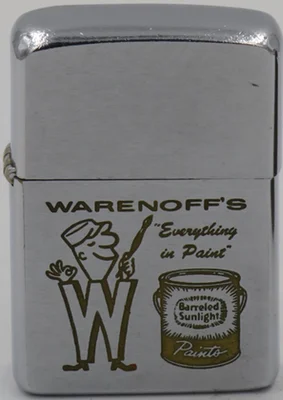 WARENOFF'S
"Everything
in Paint"
W
Barreled
Sunlight
Paints